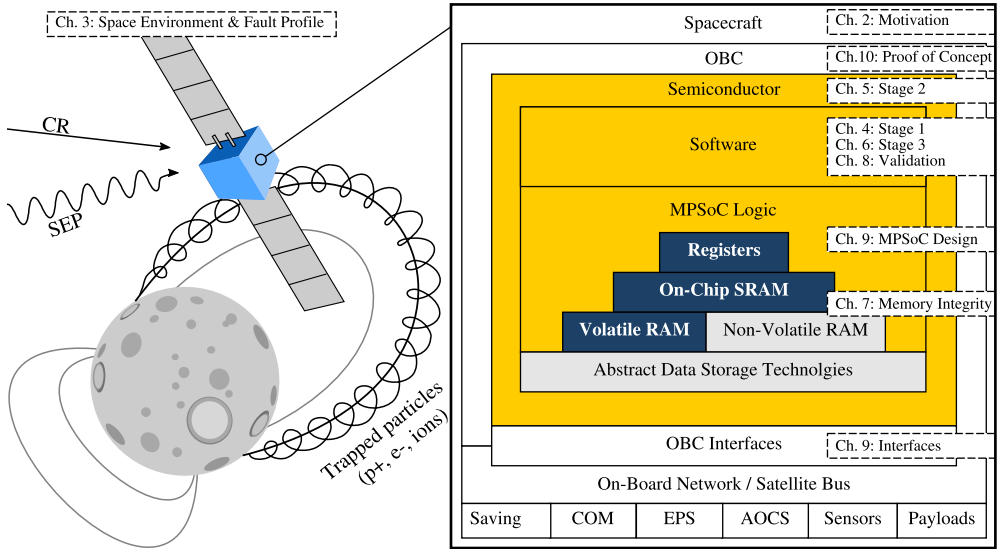 Ch. 3: Space Environment & Fault Profile
CR
SEP
Trapped particles
(p+, e-, ions)
Spacecraft
Ch. 2: Motivation
OBC
Ch.10: Proof of Concept
Semiconductor
Ch. 5: Stage 2
Software
Ch. 4: Stage 1
Ch. 6: Stage 3
Ch. 8: Validation
MPSoC Logic
Ch. 9: MPSoC Design
Registers
On-Chip SRAM
Ch. 7: Memory Integrity
Volatile RAM
Non-Volatile RAM
Abstract Data Storage Technolgies
OBC Interfaces
Ch. 9: Interfaces
On-Board Network / Satellite Bus
Saving
COM
EPS
AOCS
Sensors
Payloads